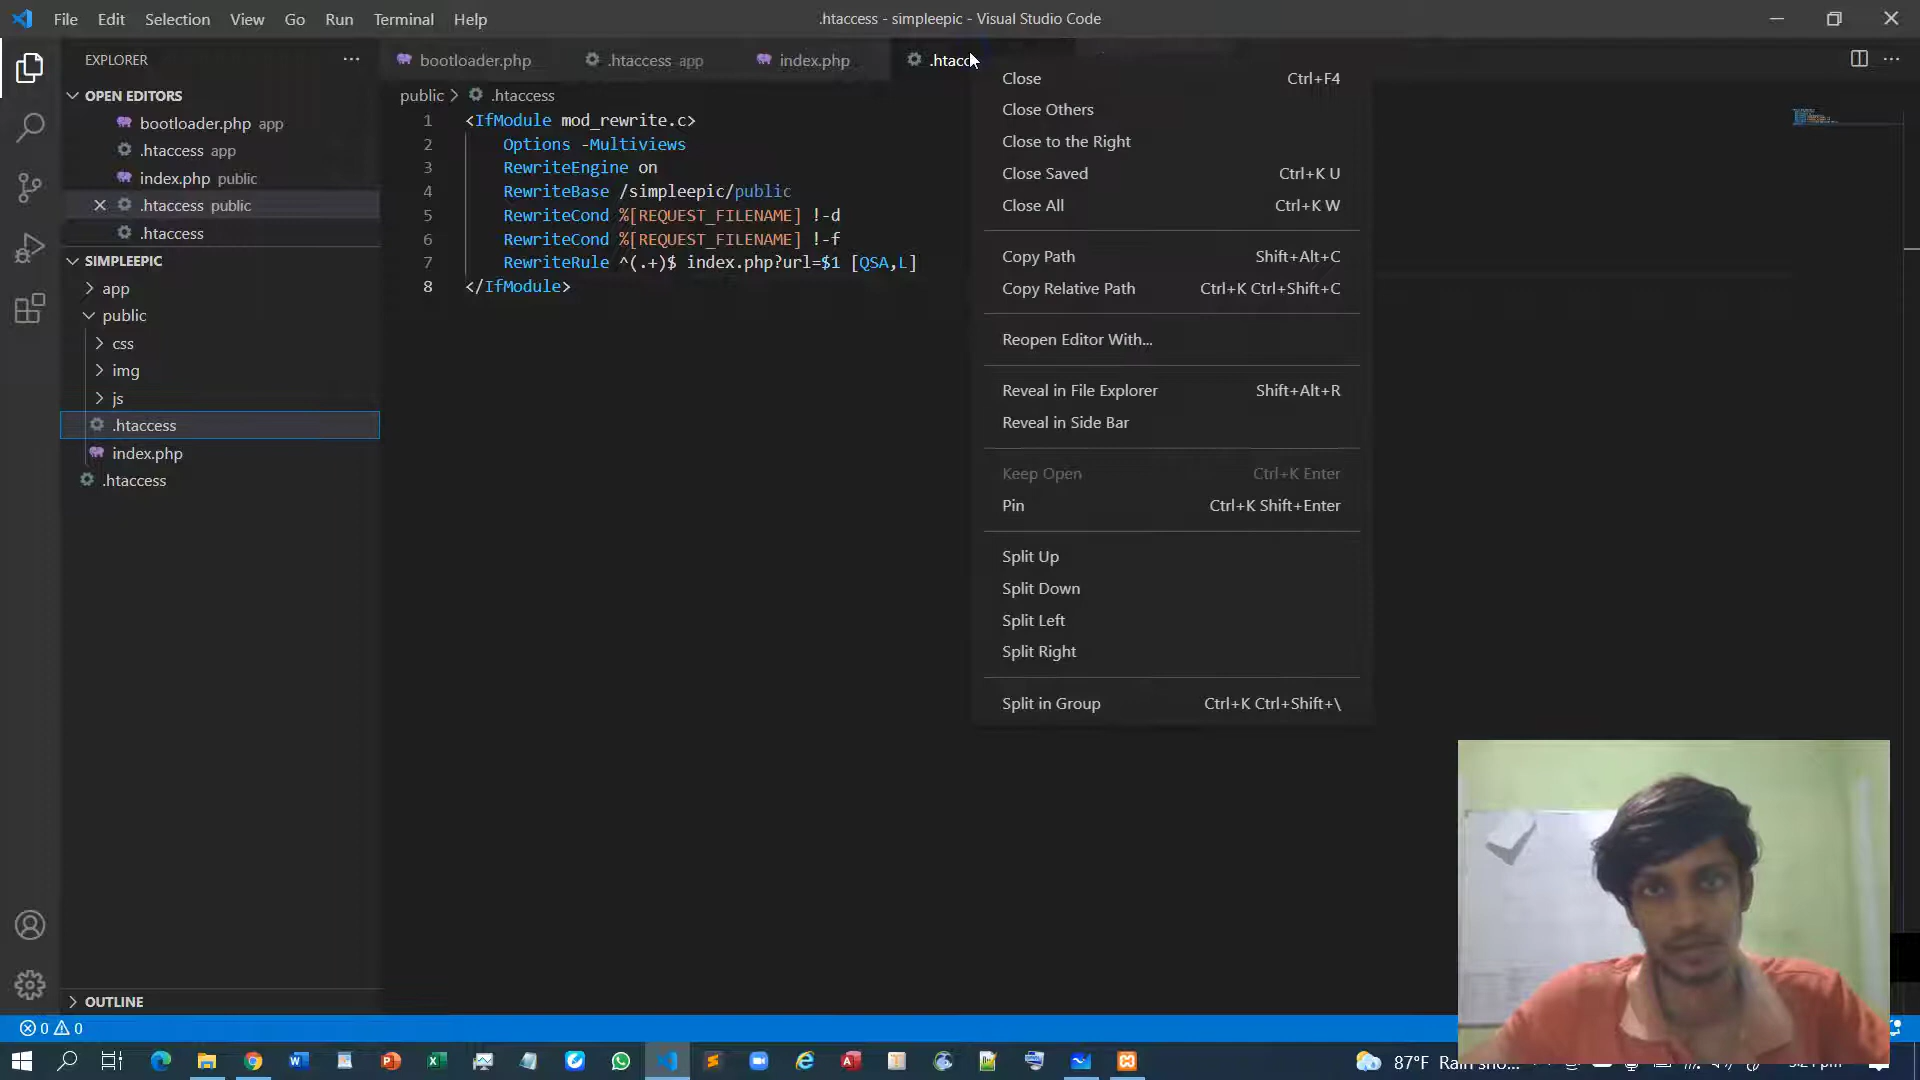 File Edit Selection View Go Run Terminal Help
.htaccess - simpleepic - Visual Studio Code
EXPLORER
OPEN EDITORS
bootloader.php app
.htaccess app
index.php public
.htaccess public
.htaccess
SIMPLEEPIC
app
public
css
img
js
.htaccess
index.php
.htaccess
OUTLINE
bootloader.php
.htaccess app
index.php
public > .htaccess
1 <IfModule mod_rewrite.c>
2 Options -Multiviews
3 RewriteEngine on
4 RewriteBase /simpleepic/public
5 RewriteCond %[REQUEST_FILENAME] !-d
6 RewriteCond %[REQUEST_FILENAME] !-f
7 RewriteRule ^(.+)$ index.php?url=$1 [QSA,L]
8 </IfModule>
Close Ctrl+F4
Close Others
Close to the Right
Close Saved Ctrl+K U
Close All Ctrl+K W
Copy Path Shift+Alt+C
Copy Relative Path Ctrl+K Ctrl+Shift+C
Reopen Editor With...
Reveal in File Explorer Shift+Alt+R
Reveal in Side Bar
Keep Open Ctrl+K Enter
Pin Ctrl+K Shift+Enter
Split Up
Split Down
Split Left
Split Right
Split in Group Ctrl+K Ctrl+Shift+\
0 0
87°F